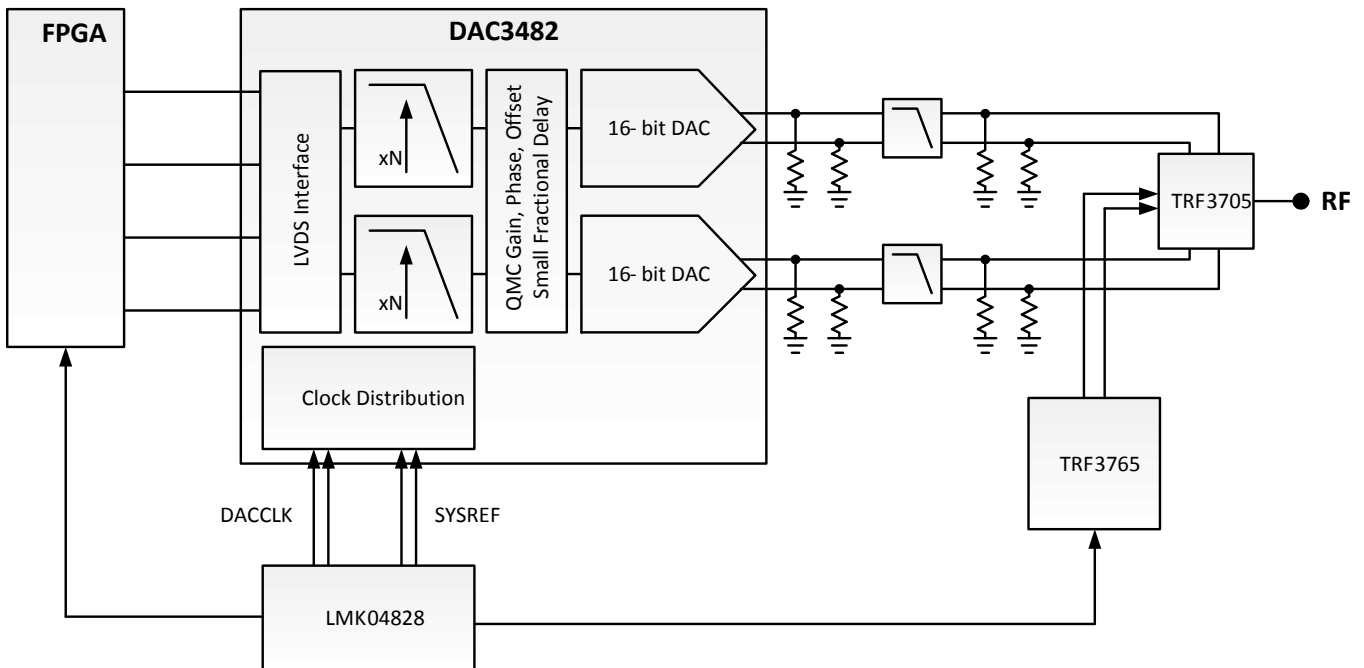 FPGA
DAC3482
LVDS Interface
xN
xN
QMC Gain, Phase, Offset
Small Fractional Delay
16- bit DAC
16- bit DAC
TRF3705
RF
Clock Distribution
TRF3765
DACCLK
SYSREF
LMK04828